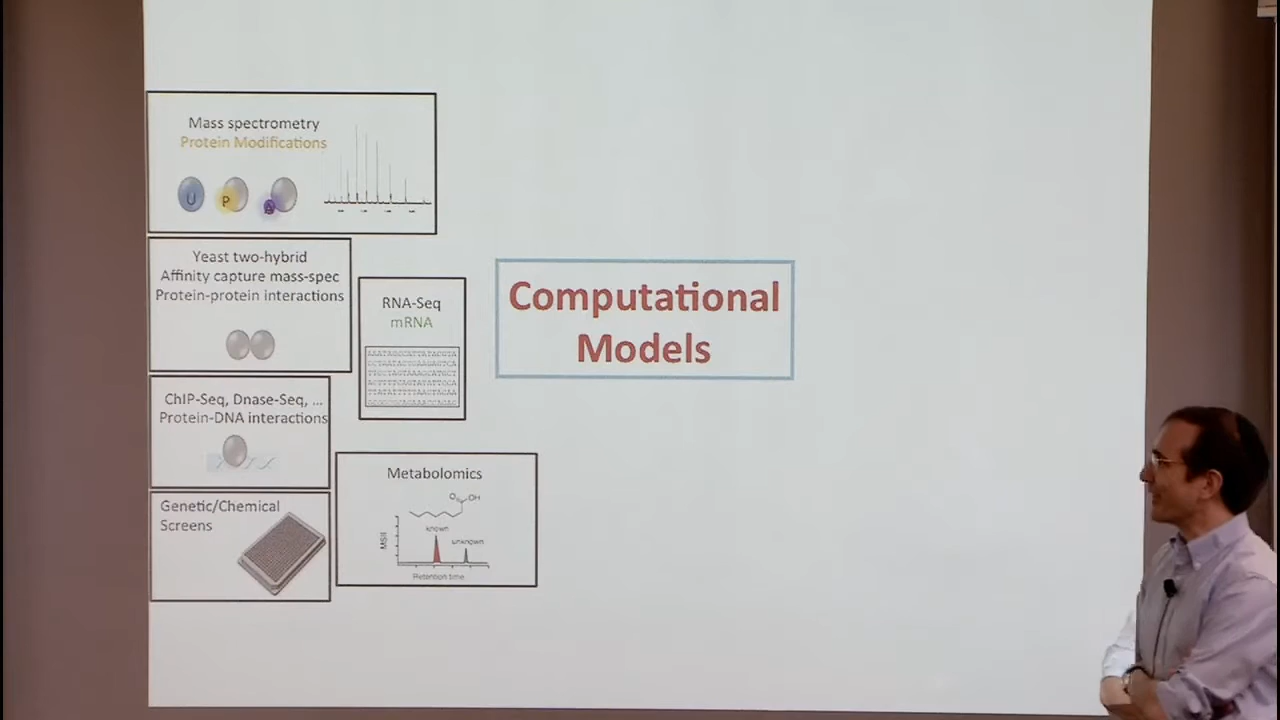 Mass spectrometry
Protein Modifications
U
P
Yeast two-hybrid
Affinity capture mass-spec
Protein-protein interactions
RNA-Seq
mRNA
Computational
Models
ChIP-Seq, Dnase-Seq, ...
Protein-DNA interactions
Genetic/Chemical
Screens
Metabolomics
O
OH
known
unknown
Retention time